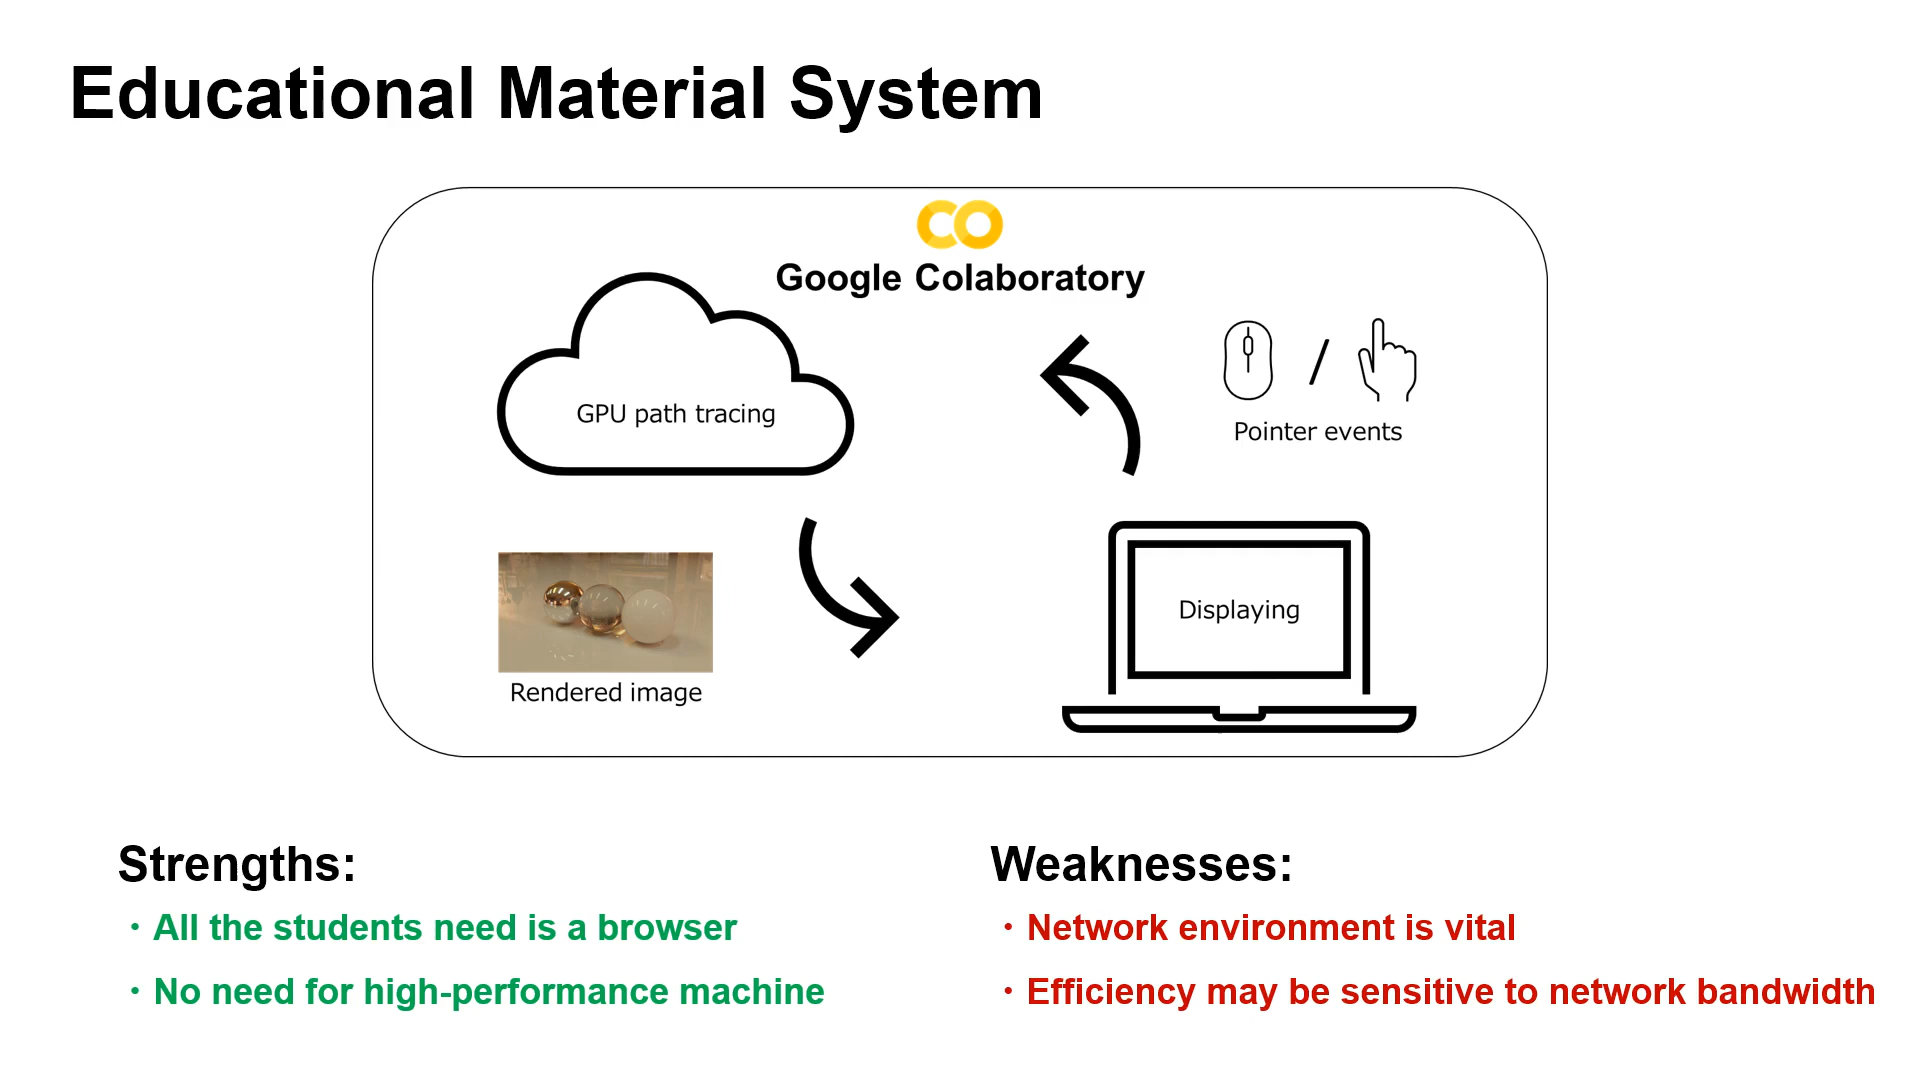 Educational Material System
CO
Google Colaboratory
GPU path tracing
/
Pointer events
Rendered image
Displaying
Strengths:
・All the students need is a browser
・No need for high-performance machine
Weaknesses:
・Network environment is vital
・Efficiency may be sensitive to network bandwidth